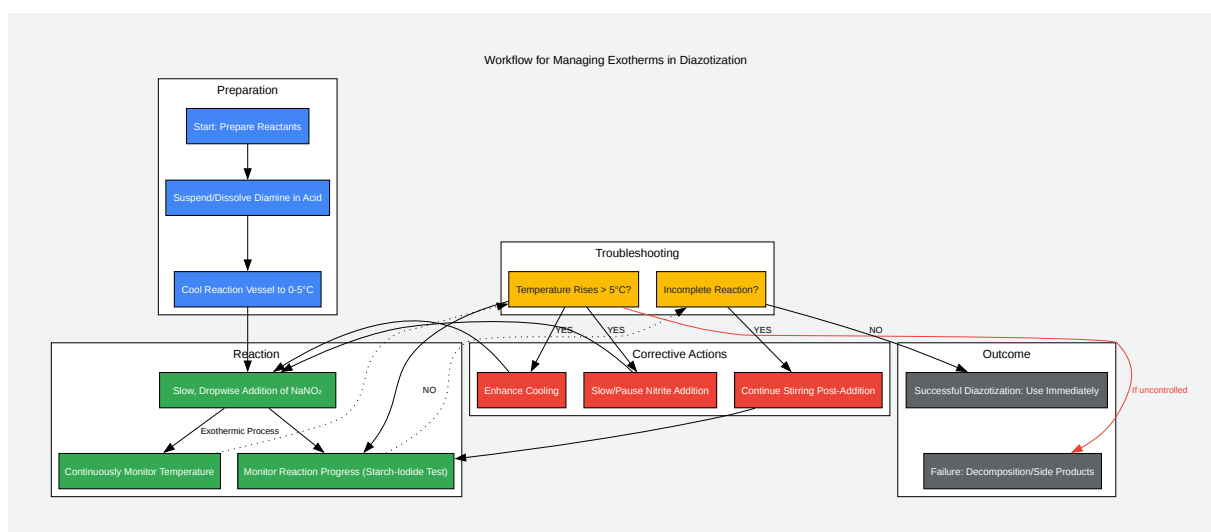 Workflow for Managing Exotherms in Diazotization
Preparation
Start: Prepare Reactants
Suspend/Dissolve Diamine in Acid
Cool Reaction Vessel to 0-5°C
Troubleshooting
Temperature Rises > 5°C?
Incomplete Reaction?
YES
YES
YES
NO
Reaction
Slow, Dropwise Addition of NaNO₂
Exothermic Process
NO
Continuously Monitor Temperature
Monitor Reaction Progress (Starch-Iodide Test)
Corrective Actions
Enhance Cooling
Slow/Pause Nitrite Addition
Continue Stirring Post-Addition
Outcome
Successful Diazotization: Use Immediately
If uncontrolled
Failure: Decomposition/Side Products